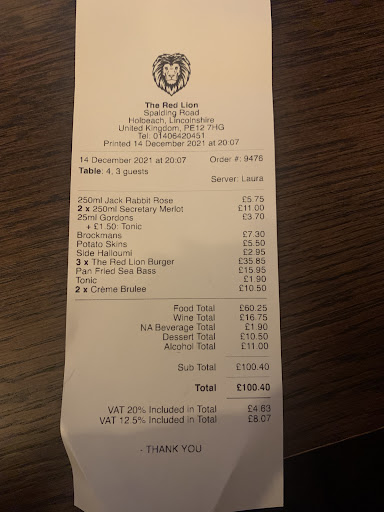 The Red Lion
Spalding Road
Holbeach, Lincolnshire
United Kingdom, PE12 7HG
Tel: 01406420451
Printed 14 December 2021 at 20:07
14 December 2021 at 20:07 Order #: 9476
Table: 4, 3 guests
Server: Laura
250ml Jack Rabbit Rose £5.75
2 x 250ml Secretary Merlot £11.00
25ml Gordons £3.70
+ £1.50: Tonic
Brockmans £7.30
Potato Skins £5.50
Side Halloumi £2.95
3 x The Red Lion Burger £35.85
Pan Fried Sea Bass £15.95
Tonic £1.90
2 x Crème Brulee £10.50
Food Total £60.25
Wine Total £16.75
NA Beverage Total £1.90
Dessert Total £10.50
Alcohol Total £11.00
Sub Total £100.40
Total £100.40
VAT 20% Included in Total £4.63
VAT 12.5% Included in Total £8.07
- THANK YOU